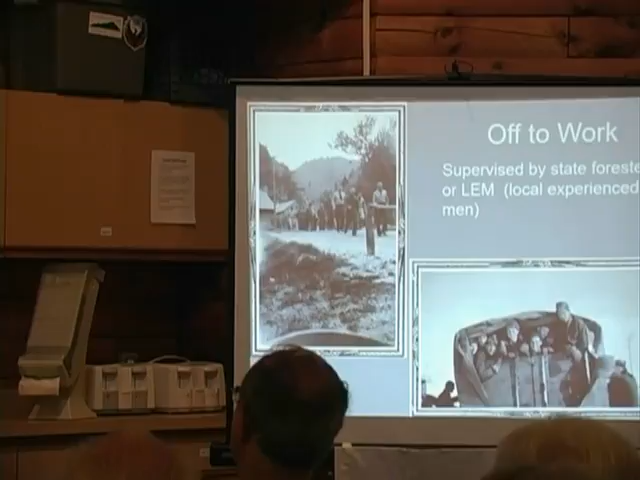 Off to Work
Supervised by state foreste
or LEM (local experienced
men)